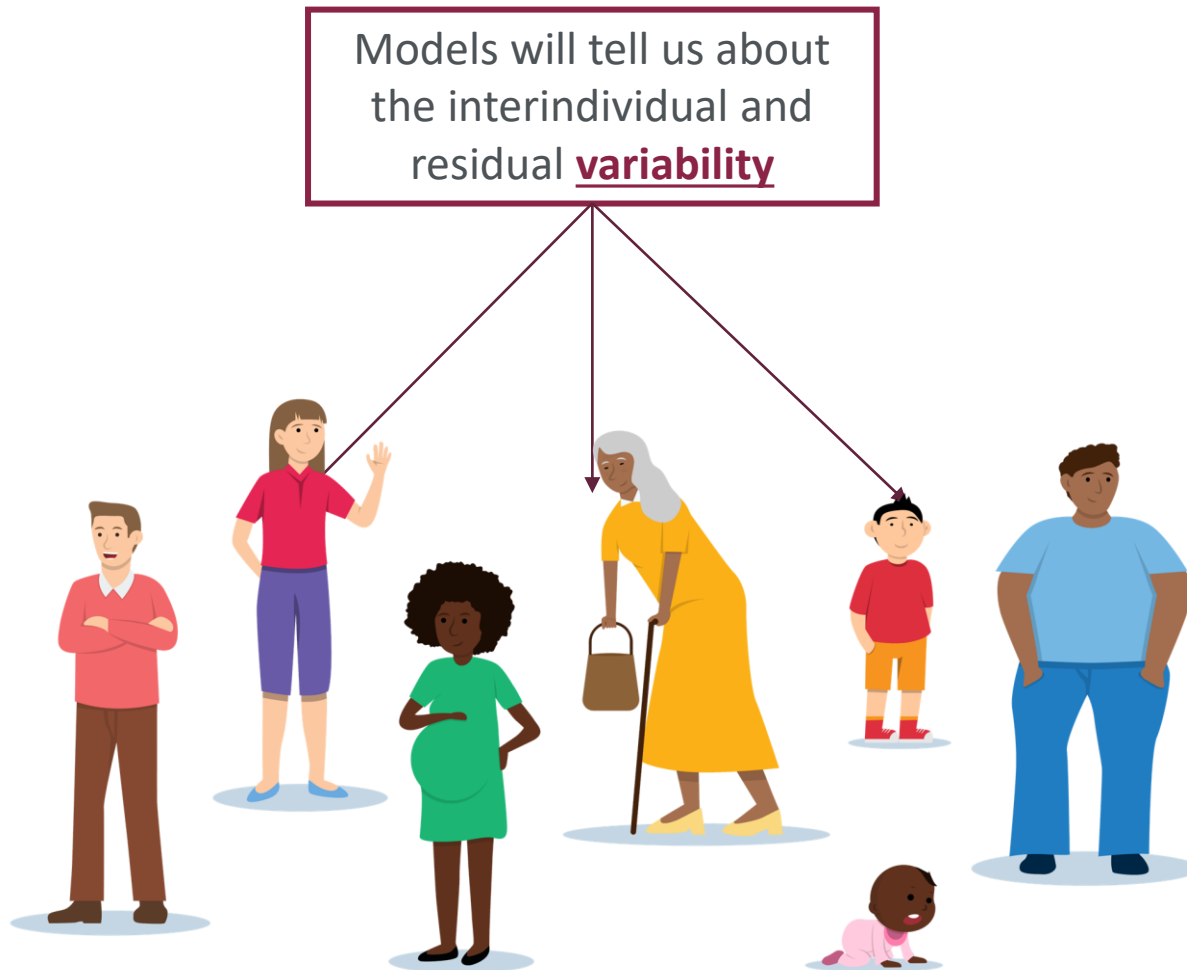 Models will tell us about
the interindividual and
residual variability